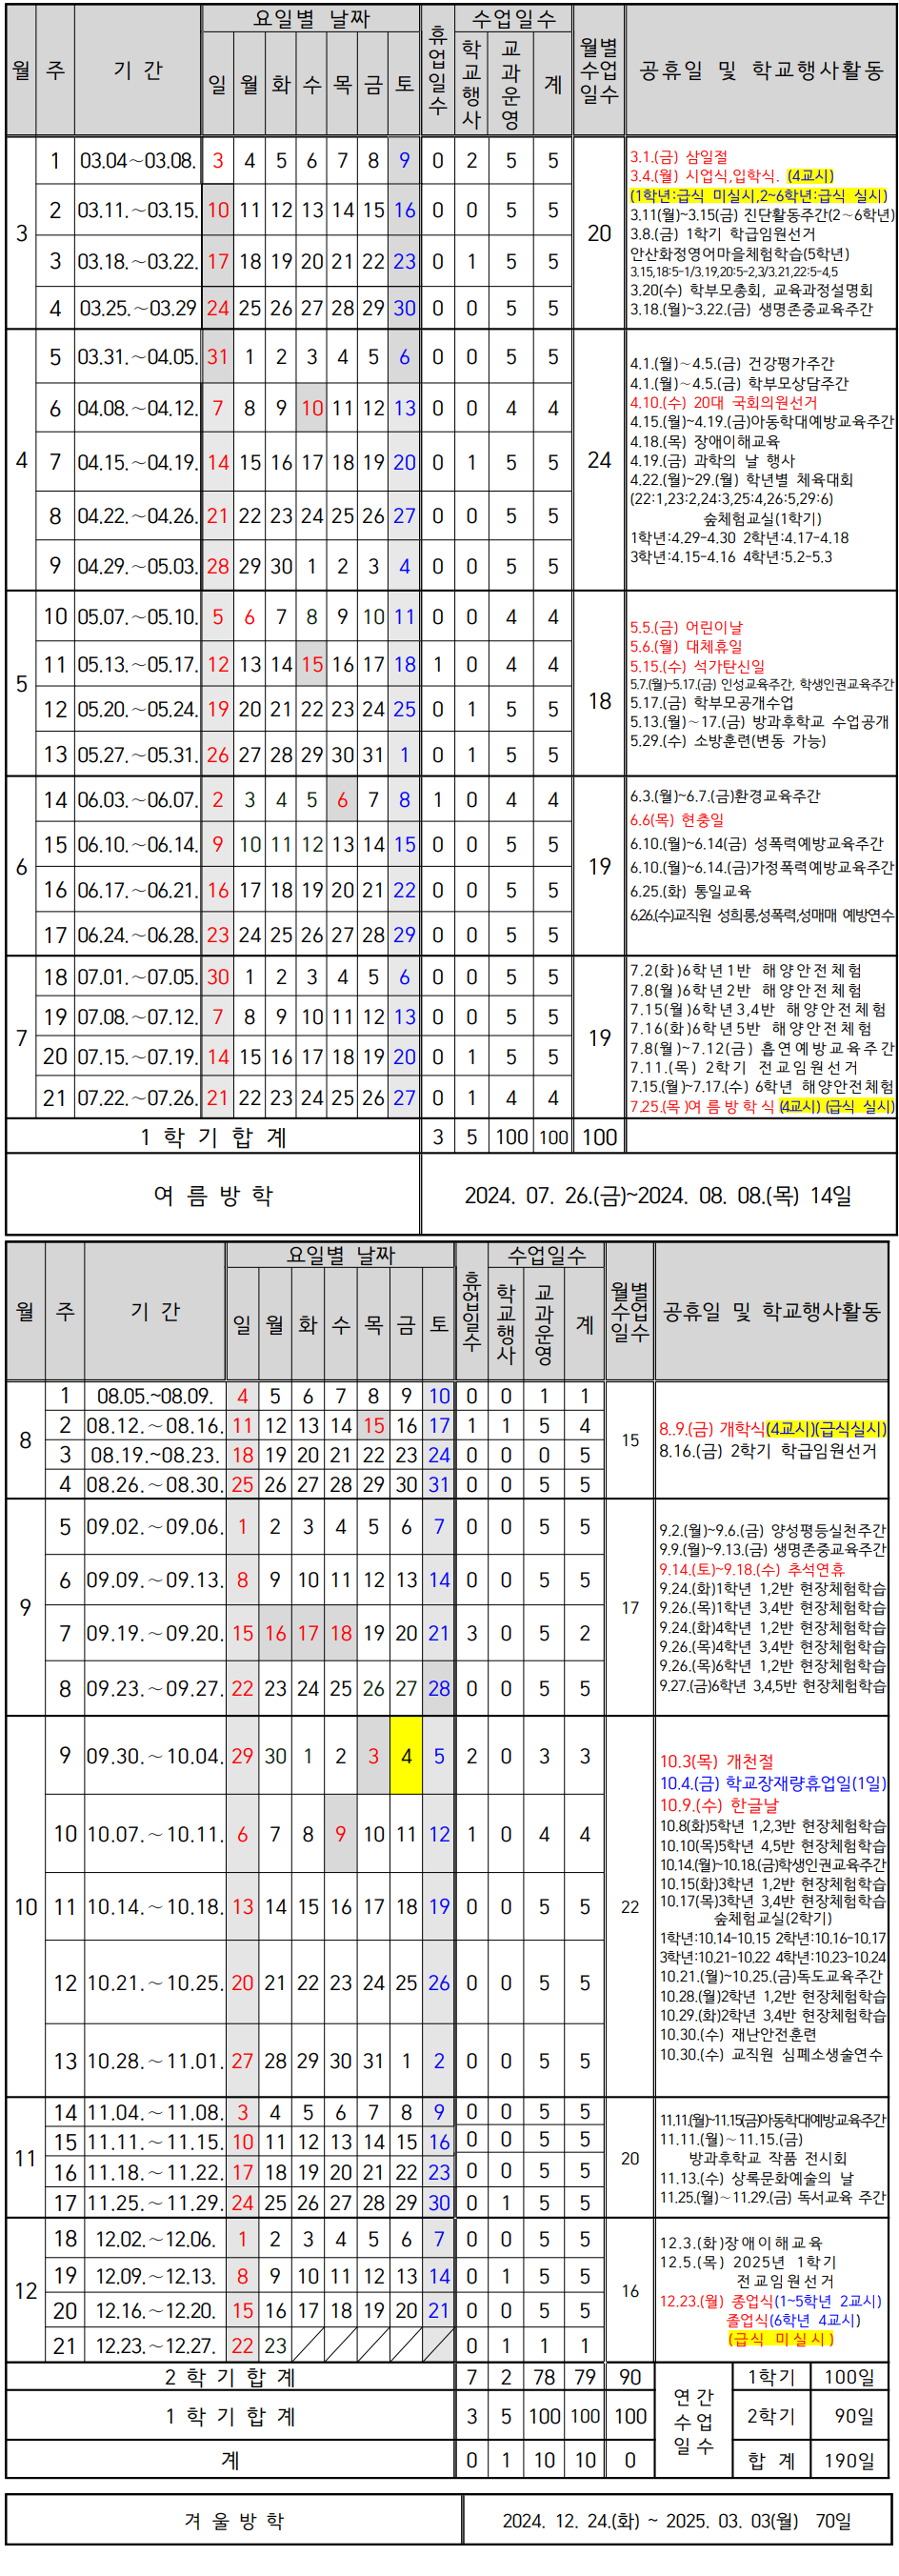 월 주 기 간 요일별 날짜 휴업일수 수업일수 월별수업일수 공휴일 및 학교행사활동
일 월 화 수 목 금 토 학교행사 교과운영 계
3
1 03.04~03.08. 3 4 5 6 7 8 9 0 2 5 5
2 03.11.~03.15. 10 11 12 13 14 15 16 0 0 5 5
3 03.18.~03.22. 17 18 19 20 21 22 23 0 1 5 5
4 03.25.~03.29 24 25 26 27 28 29 30 0 0 5 5
20
3.1.(금) 삼일절
3.4.(월) 시업식,입학식. (4교시)
(1학년:급식 미실시,2~6학년:급식 실시)
3.11(월)~3.15(금) 진단활동주간(2~6학년)
3.8.(금) 1학기 학급임원선거
안산화정영어마을체험학습(5학년)
3.15,18:5-1/3.19,20:5-2,3/3.21,22:5-4,5
3.20(수) 학부모총회, 교육과정설명회
3.18.(월)~3.22.(금) 생명존중교육주간
4
5 03.31.~04.05. 31 1 2 3 4 5 6 0 0 5 5
6 04.08.~04.12. 7 8 9 10 11 12 13 0 0 4 4
7 04.15.~04.19. 14 15 16 17 18 19 20 0 1 5 5
8 04.22.~04.26. 21 22 23 24 25 26 27 0 0 5 5
9 04.29.~05.03. 28 29 30 1 2 3 4 0 0 5 5
24
4.1.(월)~4.5.(금) 건강평가주간
4.1.(월)~4.5.(금) 학부모상담주간
4.10.(수) 20대 국회의원선거
4.15.(월)~4.19.(금)아동학대예방교육주간
4.18.(목) 장애이해교육
4.19.(금) 과학의 날 행사
4.22.(월)~29.(월) 학년별 체육대회
(22:1,23:2,24:3,25:4,26:5,29:6)
숲체험교실(1학기)
1학년:4.29-4.30 2학년:4.17-4.18
3학년:4.15-4.16 4학년:5.2-5.3
5
10 05.07.~05.10. 5 6 7 8 9 10 11 0 0 4 4
11 05.13.~05.17. 12 13 14 15 16 17 18 1 0 4 4
12 05.20.~05.24. 19 20 21 22 23 24 25 0 1 5 5
13 05.27.~05.31. 26 27 28 29 30 31 1 0 1 5 5
18
5.5.(금) 어린이날
5.6.(월) 대체휴일
5.15.(수) 석가탄신일
5.7.(월)~5.17.(금) 인성교육주간, 학생인권교육주간
5.17.(금) 학부모공개수업
5.13.(월)~17.(금) 방과후학교 수업공개
5.29.(수) 소방훈련(변동 가능)
6
14 06.03.~06.07. 2 3 4 5 6 7 8 1 0 4 4
15 06.10.~06.14. 9 10 11 12 13 14 15 0 0 5 5
16 06.17.~06.21. 16 17 18 19 20 21 22 0 0 5 5
17 06.24.~06.28. 23 24 25 26 27 28 29 0 0 5 5
19
6.3.(월)~6.7.(금)환경교육주간
6.6(목) 현충일
6.10.(월)~6.14(금) 성폭력예방교육주간
6.10.(월)~6.14.(금)가정폭력예방교육주간
6.25.(화) 통일교육
6.26.(수)교직원 성희롱,성폭력,성매매 예방연수
7
18 07.01.~07.05. 30 1 2 3 4 5 6 0 0 5 5
19 07.08.~07.12. 7 8 9 10 11 12 13 0 0 5 5
20 07.15.~07.19. 14 15 16 17 18 19 20 0 1 5 5
21 07.22.~07.26. 21 22 23 24 25 26 27 0 1 4 4
19
7.2(화)6학년1반 해양안전체험
7.8(월)6학년2반 해양안전체험
7.15(월)6학년3,4반 해양안전체험
7.16(화)6학년5반 해양안전체험
7.8(월)~7.12(금) 흡연예방교육주간
7.11.(목) 2학기 전교임원선거
7.15.(월)~7.17.(수) 6학년 해양안전체험
7.25.(목)여름방학식(4교시) (급식 실시)
1 학 기 합 계 3 5 100 100 100
여 름 방 학 2024. 07. 26.(금)~2024. 08. 08.(목) 14일
월 주 기 간 요일별 날짜 휴업일수 수업일수 월별수업일수 공휴일 및 학교행사활동
일 월 화 수 목 금 토 학교행사 교과운영 계
8
1 08.05.~08.09. 4 5 6 7 8 9 10 0 0 1 1
2 08.12.~08.16. 11 12 13 14 15 16 17 1 1 5 4
3 08.19.~08.23. 18 19 20 21 22 23 24 0 0 0 5
4 08.26.~08.30. 25 26 27 28 29 30 31 0 0 5 5
15
8.9.(금) 개학식(4교시)(급식실시)
8.16.(금) 2학기 학급임원선거
9
5 09.02.~09.06. 1 2 3 4 5 6 7 0 0 5 5
6 09.09.~09.13. 8 9 10 11 12 13 14 0 0 5 5
7 09.19.~09.20. 15 16 17 18 19 20 21 3 0 5 2
8 09.23.~09.27. 22 23 24 25 26 27 28 0 0 5 5
17
9.2.(월)~9.6.(금) 양성평등실천주간
9.9.(월)~9.13.(금) 생명존중교육주간
9.14.(토)~9.18.(수) 추석연휴
9.24.(화)1학년 1,2반 현장체험학습
9.26.(목)1학년 3,4반 현장체험학습
9.24.(화)4학년 1,2반 현장체험학습
9.26.(목)4학년 3,4반 현장체험학습
9.26.(목)6학년 1,2반 현장체험학습
9.27.(금)6학년 3,4,5반 현장체험학습
10
9 09.30.~10.04. 29 30 1 2 3 4 5 2 0 3 3
10 10.07.~10.11. 6 7 8 9 10 11 12 1 0 4 4
11 10.14.~10.18. 13 14 15 16 17 18 19 0 0 5 5
12 10.21.~10.25. 20 21 22 23 24 25 26 0 0 5 5
13 10.28.~11.01. 27 28 29 30 31 1 2 0 0 5 5
22
10.3(목) 개천절
10.4.(금) 학교장재량휴업일(1일)
10.9.(수) 한글날
10.8(화)5학년 1,2,3반 현장체험학습
10.10(목)5학년 4,5반 현장체험학습
10.14.(월)~10.18.(금)학생인권교육주간
10.15(화)3학년 1,2반 현장체험학습
10.17(목)3학년 3,4반 현장체험학습
숲체험교실(2학기)
1학년:10.14-10.15 2학년:10.16-10.17
3학년:10.21-10.22 4학년:10.23-10.24
10.21.(월)~10.25.(금)독도교육주간
10.28.(월)2학년 1,2반 현장체험학습
10.29.(화)2학년 3,4반 현장체험학습
10.30.(수) 재난안전훈련
10.30.(수) 교직원 심폐소생술연수
11
14 11.04.~11.08. 3 4 5 6 7 8 9 0 0 5 5
15 11.11.~11.15. 10 11 12 13 14 15 16 0 0 5 5
16 11.18.~11.22. 17 18 19 20 21 22 23 0 0 5 5
17 11.25.~11.29. 24 25 26 27 28 29 30 0 1 5 5
20
11.11.(월)~11.15(금)아동학대예방교육주간
11.11.(월)~11.15.(금)
방과후학교 작품 전시회
11.13.(수) 상록문화예술의 날
11.25.(월)~11.29.(금) 독서교육 주간
12
18 12.02.~12.06. 1 2 3 4 5 6 7 0 0 5 5
19 12.09.~12.13. 8 9 10 11 12 13 14 0 1 5 5
20 12.16.~12.20. 15 16 17 18 19 20 21 0 0 5 5
21 12.23.~12.27. 22 23 0 1 1 1
16
12.3.(화)장애이해교육
12.5.(목) 2025년 1학기
전교임원선거
12.23.(월) 종업식(1~5학년 2교시)
졸업식(6학년 4교시)
(급식 미실시)
2 학 기 합 계 7 2 78 79 90 연 간 수 업 일 수 1학기 100일
1 학 기 합 계 3 5 100 100 100 2학기 90일
계 0 1 10 10 0 합 계 190일
겨 울 방 학 2024. 12. 24.(화) ~ 2025. 03. 03(월) 70일